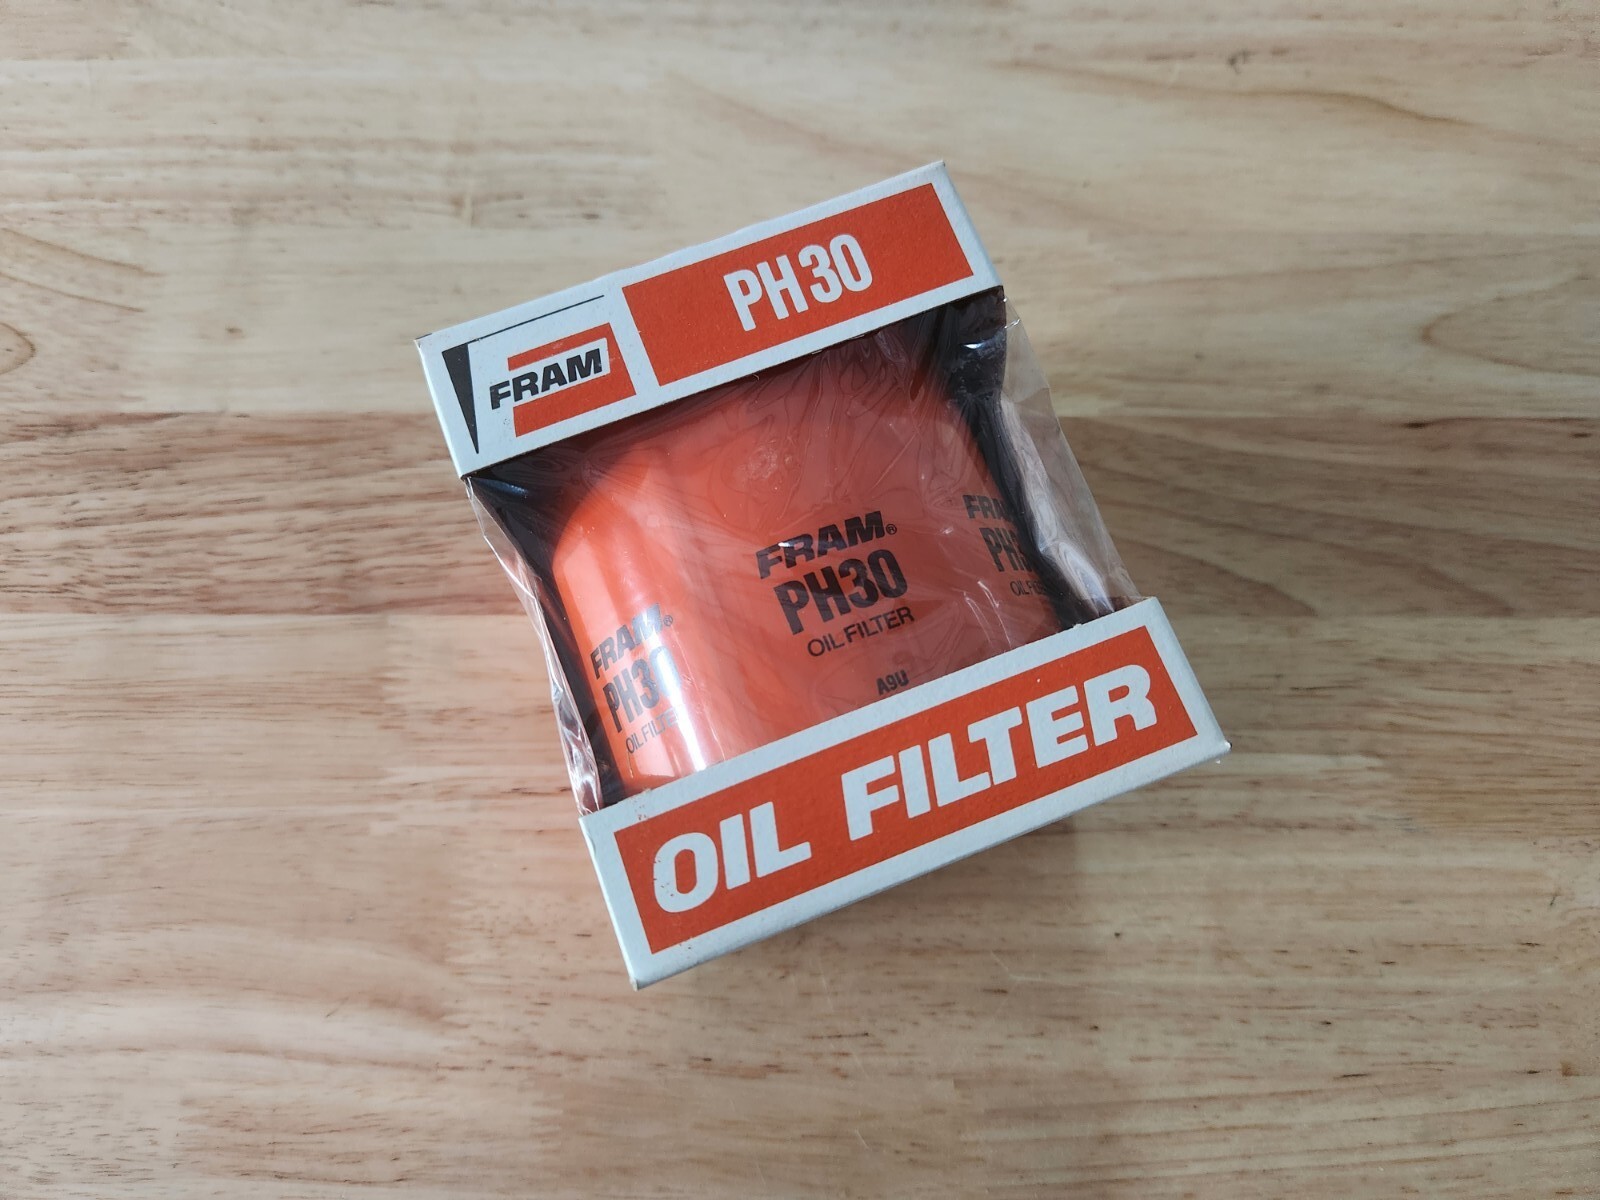 PH30
FRAM
FRAM®
PH30
OIL FILTER
FRAM®
PH30
OIL FILTER
A9U
OIL FILTER